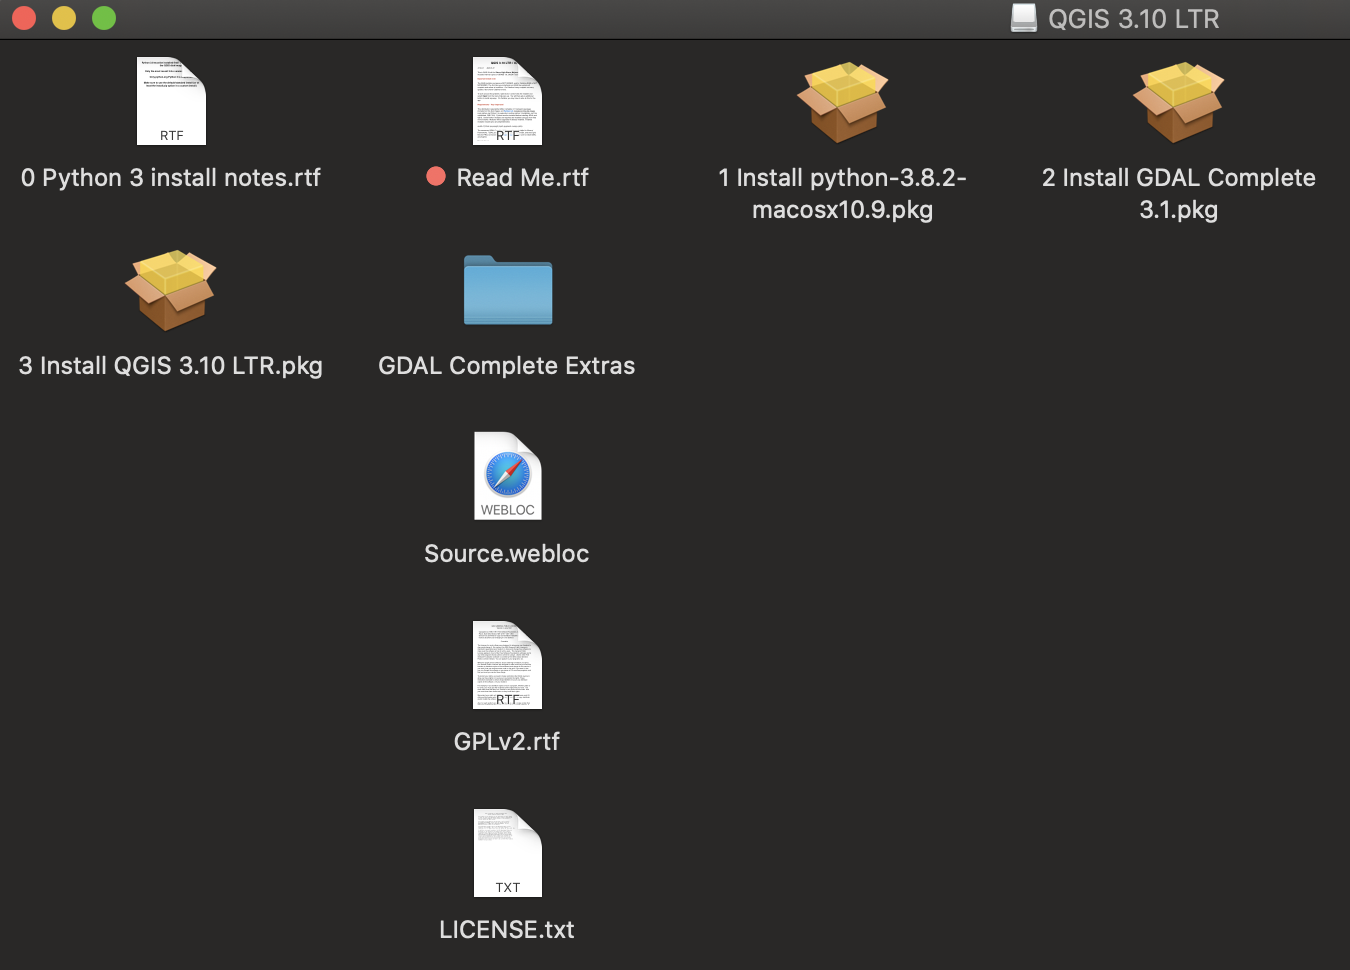 QGIS 3.10 LTR
RTF
0 Python 3 install notes.rtf
RTF
Read Me.rtf
1 Install python-3.8.2-
macosx10.9.pkg
2 Install GDAL Complete
3.1.pkg
3 Install QGIS 3.10 LTR.pkg
GDAL Complete Extras
WEBLOC
Source.webloc
RTF
GPLv2.rtf
TXT
LICENSE.txt